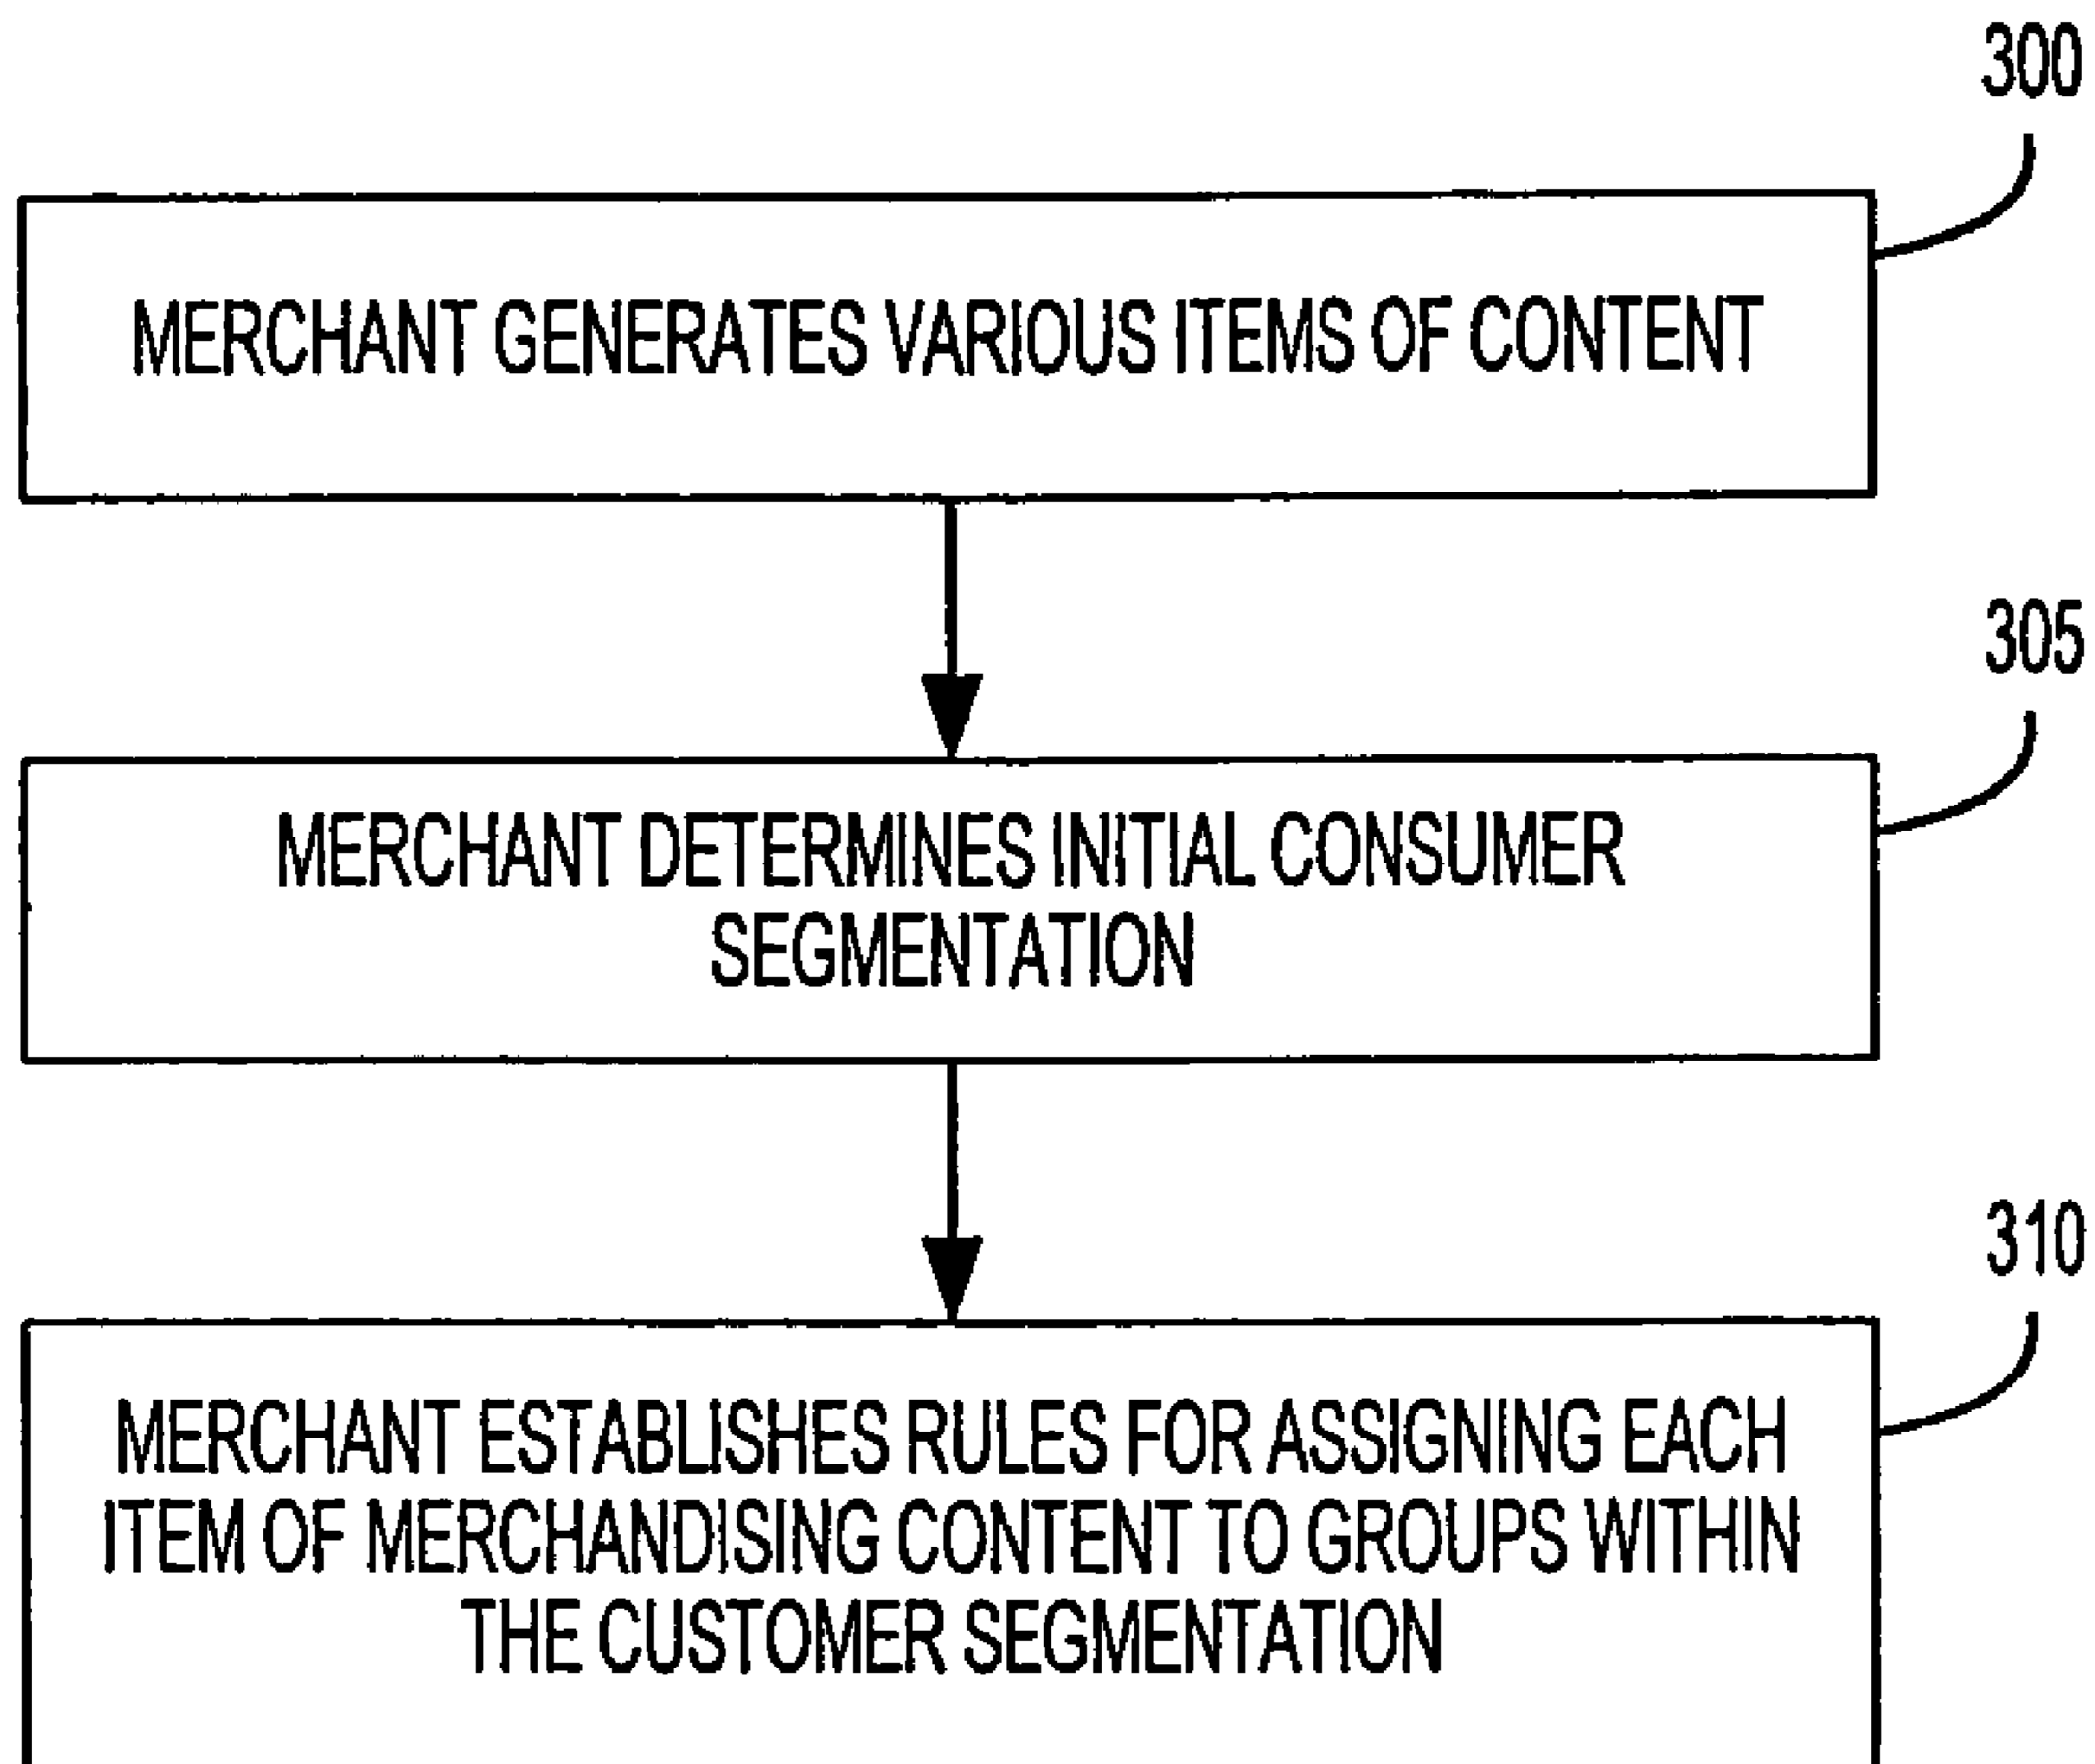 300
MERCHANT GENERATES VARIOUS ITEMS OF CONTENT
305
MERCHANT DETERMINES INITIAL CONSUMER
SEGMENTATION
310
MERCHANT ESTABLISHES RULES FOR ASSIGNING EACH
ITEM OF MERCHANDISING CONTENT TO GROUPS WITHIN
THE CUSTOMER SEGMENTATION